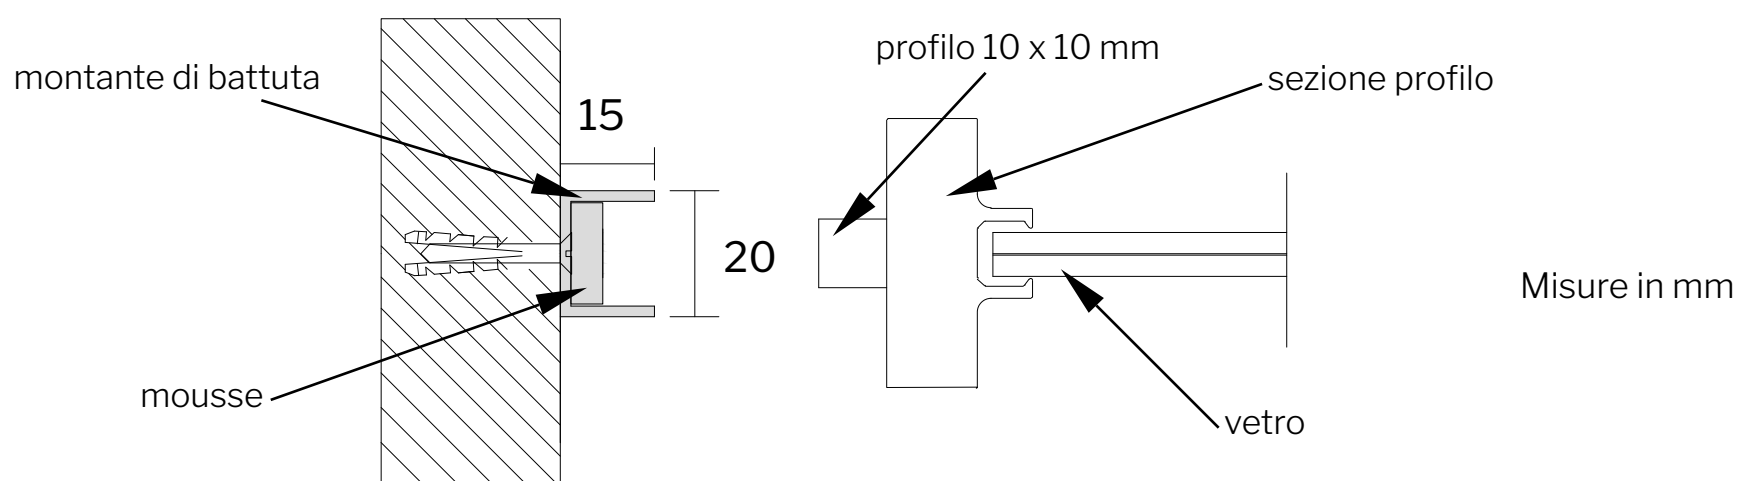 profilo 10 x 10 mm
montante di battuta
sezione profilo
15
20
Misure in mm
mousse
vetro